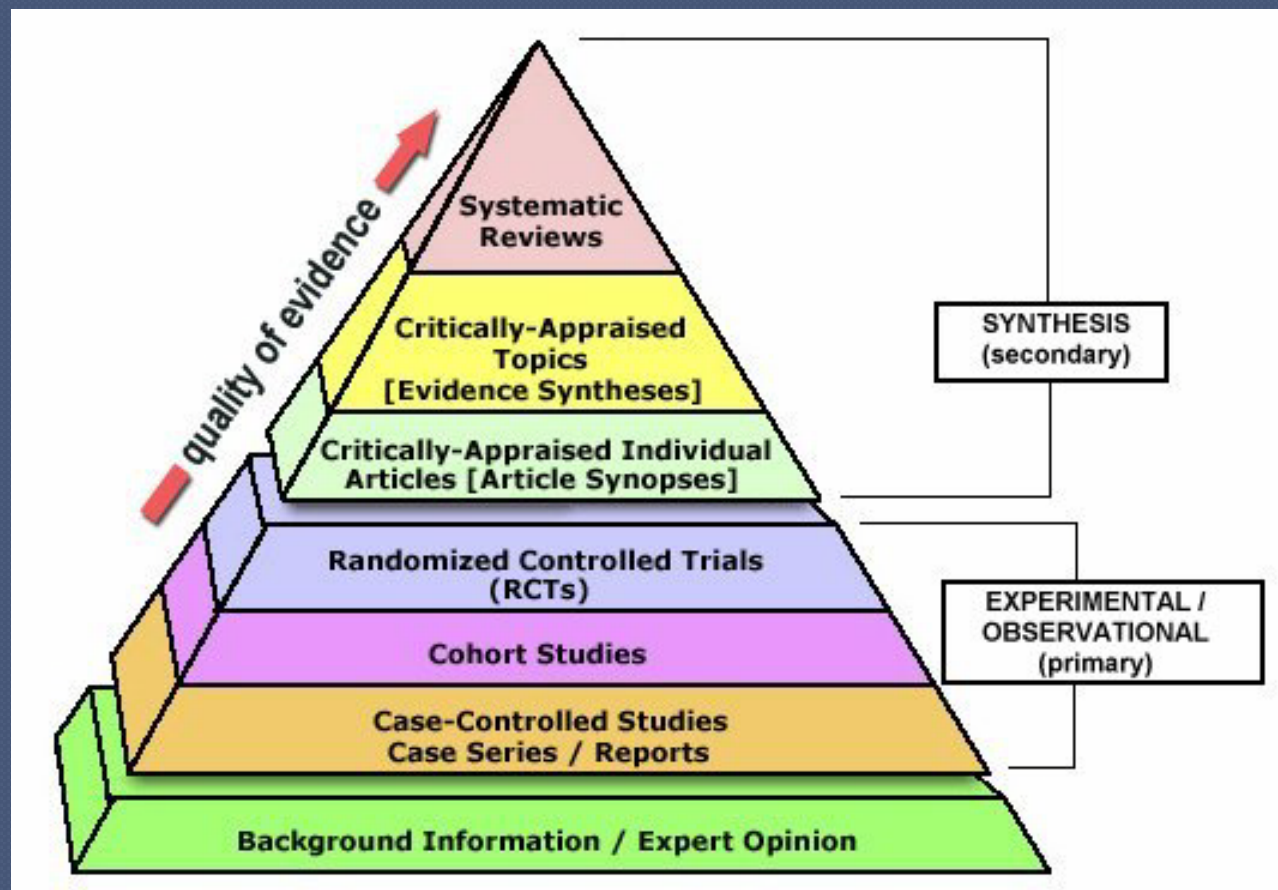 quality of evidence
Systematic
Reviews
Critically-Appraised
Topics
[Evidence Syntheses]
Critically-Appraised Individual
Articles [Article Synopses]
Randomized Controlled Trials
(RCTs)
Cohort Studies
Case-Controlled Studies
Case Series / Reports
Background Information / Expert Opinion
SYNTHESIS
(secondary)
EXPERIMENTAL /
OBSERVATIONAL
(primary)